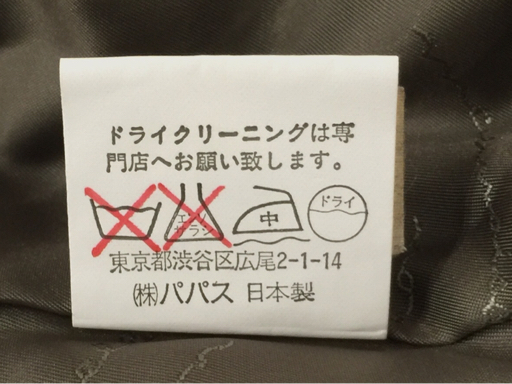 ドライクリーニングは専
門店へお願い致します。
エンソ
サラシ
中
ドライ
東京都渋谷区広尾2-1-14
㈱パパス 日本製